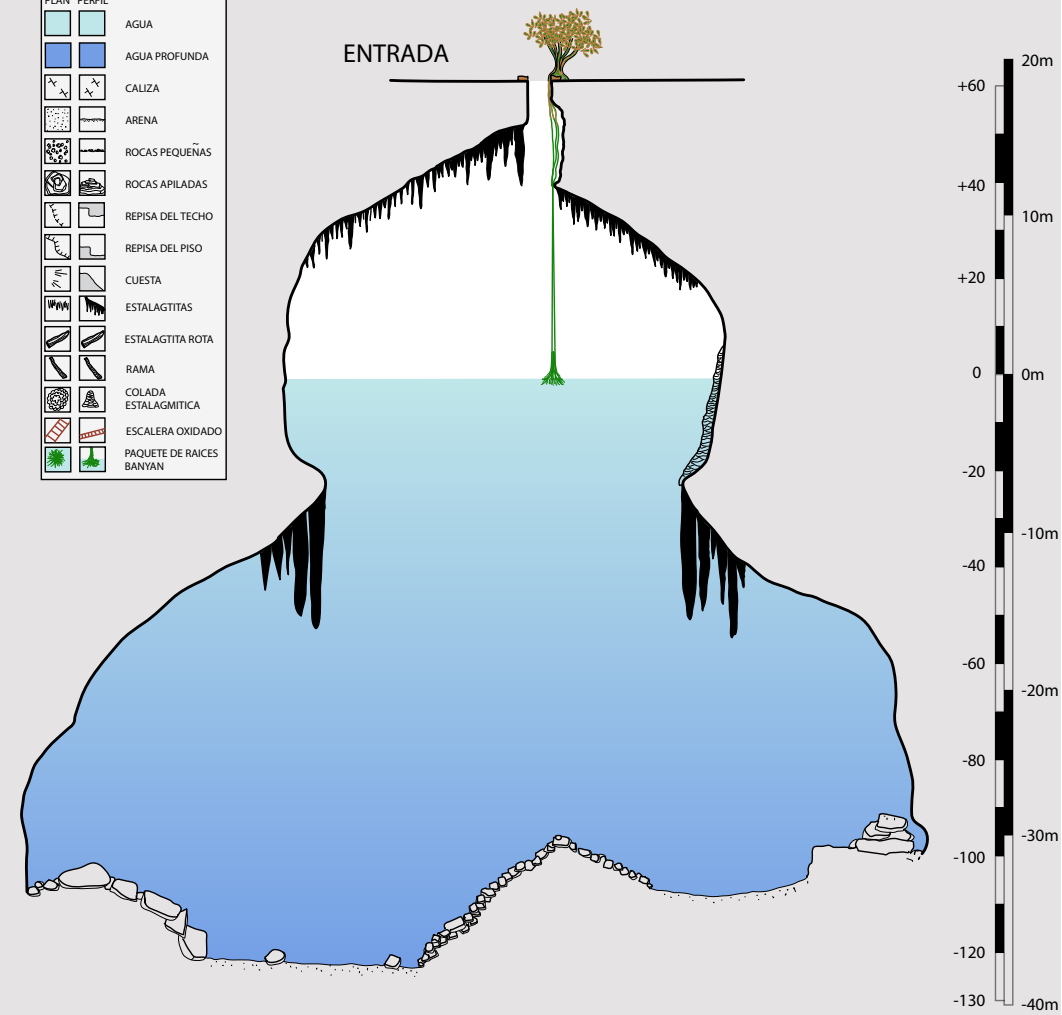 PLAN PERFIL
AGUA
AGUA PROFUNDA
CALIZA
ARENA
ROCAS PEQUEÑAS
ROCAS APILADAS
REPISA DEL TECHO
REPISA DEL PISO
CUESTA
ESTALAGTITAS
ESTALAGTITA ROTA
RAMA
COLADA
ESTALAGMITICA
ESCALERA OXIDADO
PAQUETE DE RAICES
BANYAN
ENTRADA
+60
+40
+20
0
-20
-40
-60
-80
-100
-120
-130
20m
10m
0m
-10m
-20m
-30m
-40m